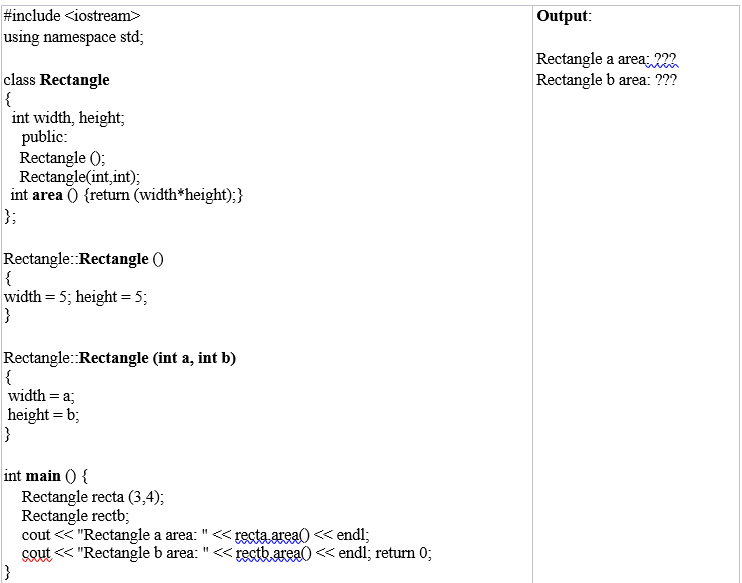 #include <iostream>
using namespace std;
class Rectangle
{
int width, height;
public:
Rectangle ();
Rectangle(int,int);
int area () {return (width*height);}
};
Rectangle::Rectangle ()
{
width = 5; height = 5;
}
Rectangle::Rectangle (int a, int b)
{
width = a;
height = b;
}
int main () {
Rectangle recta (3,4);
Rectangle rectb;
cout << "Rectangle a area: " << recta.area() << endl;
cout << "Rectangle b area: " << rectb.area() << endl; return 0;
}
Output:
Rectangle a area: ???
Rectangle b area: ???